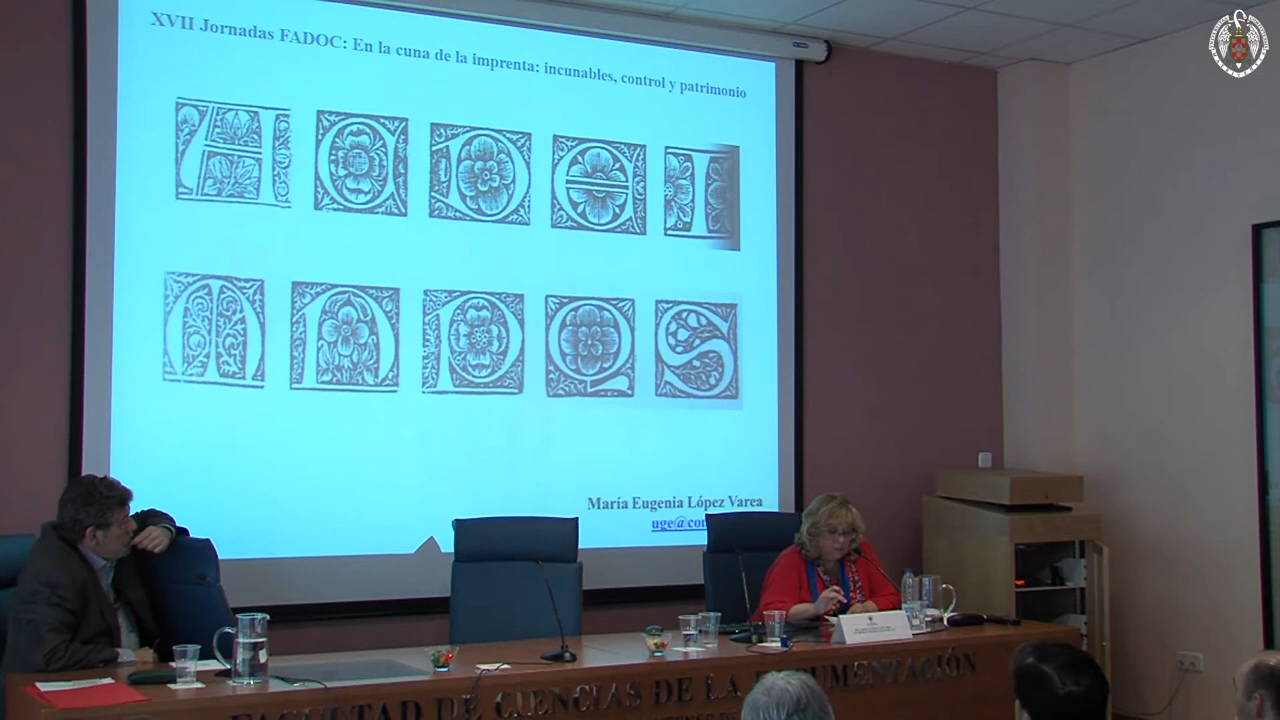 XVII Jornadas FADOC: En la cuna de la imprenta: incunables, control y patrimonio
A C D E I
M N P Q S
María Eugenia López Varea
FACULTAD DE CIENCIAS DE LA DOCUMENTACIÓN